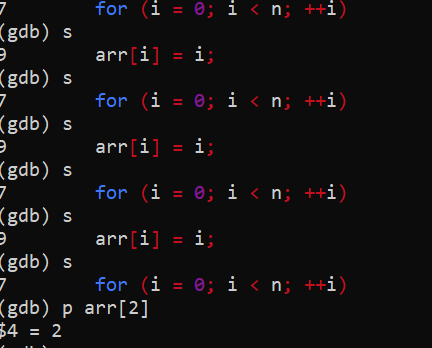 7 for (i = 0; i < n; ++i)
(gdb) s
9 arr[i] = i;
(gdb) s
7 for (i = 0; i < n; ++i)
(gdb) s
9 arr[i] = i;
(gdb) s
7 for (i = 0; i < n; ++i)
(gdb) s
9 arr[i] = i;
(gdb) s
7 for (i = 0; i < n; ++i)
(gdb) p arr[2]
$4 = 2